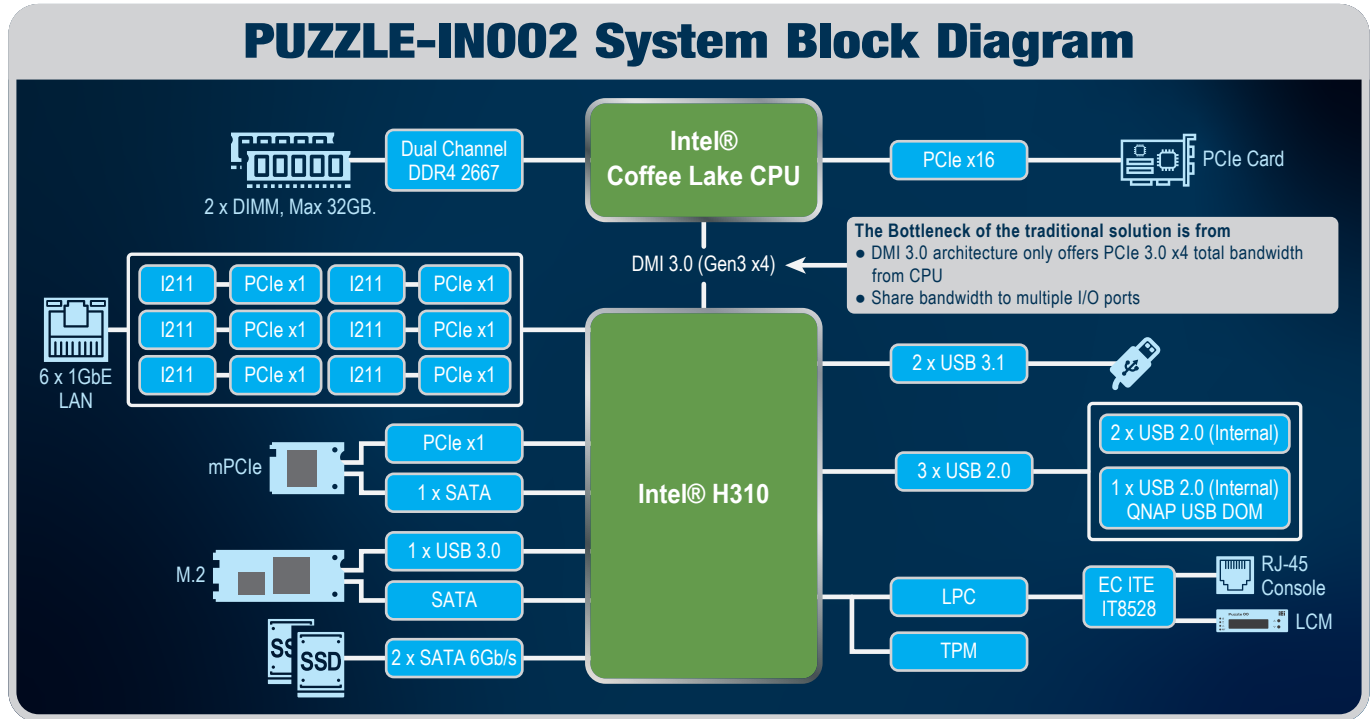 PUZZLE-IN002 System Block Diagram
Intel®
Coffee Lake CPU
Dual Channel
DDR4 2667
2 x DIMM, Max 32GB.
PCIe x16
PCIe Card
DMI 3.0 (Gen3 x4)
The Bottleneck of the traditional solution is from
● DMI 3.0 architecture only offers PCIe 3.0 x4 total bandwidth
from CPU
● Share bandwidth to multiple I/O ports
I211 PCIe x1 I211 PCIe x1
I211 PCIe x1 I211 PCIe x1
I211 PCIe x1 I211 PCIe x1
6 x 1GbE
LAN
mPCIe
PCIe x1
1 x SATA
M.2
1 x USB 3.0
SATA
SSD
2 x SATA 6Gb/s
Intel® H310
2 x USB 3.1
3 x USB 2.0
2 x USB 2.0 (Internal)
1 x USB 2.0 (Internal)
QNAP USB DOM
LPC
TPM
EC ITE
IT8528
RJ-45
Console
LCM